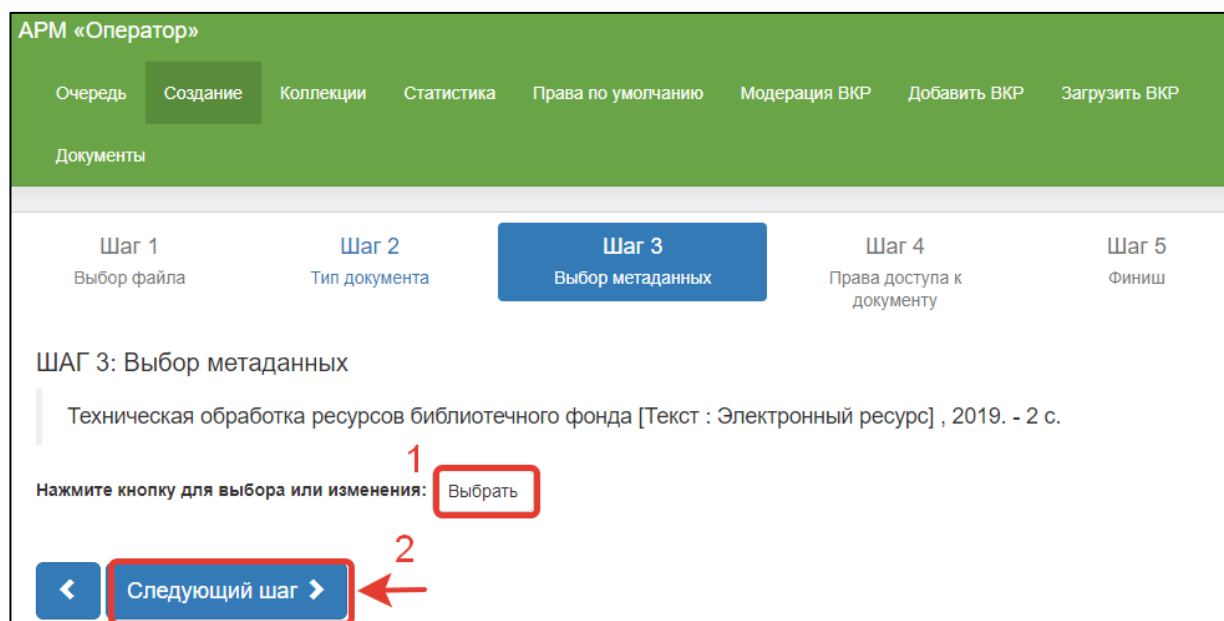 АРМ «Оператор»
Очередь Создание Коллекции Статистика Права по умолчанию Модерация ВКР Добавить ВКР Загрузить ВКР
Документы
Шаг 1 Шаг 2 Шаг 3 Шаг 4 Шаг 5
Выбор файла Тип документа Выбор метаданных Права доступа к Финиш
документу
ШАГ 3: Выбор метаданных
Техническая обработка ресурсов библиотечного фонда [Текст : Электронный ресурс] , 2019. - 2 с.
1
Нажмите кнопку для выбора или изменения: Выбрать
2
Следующий шаг